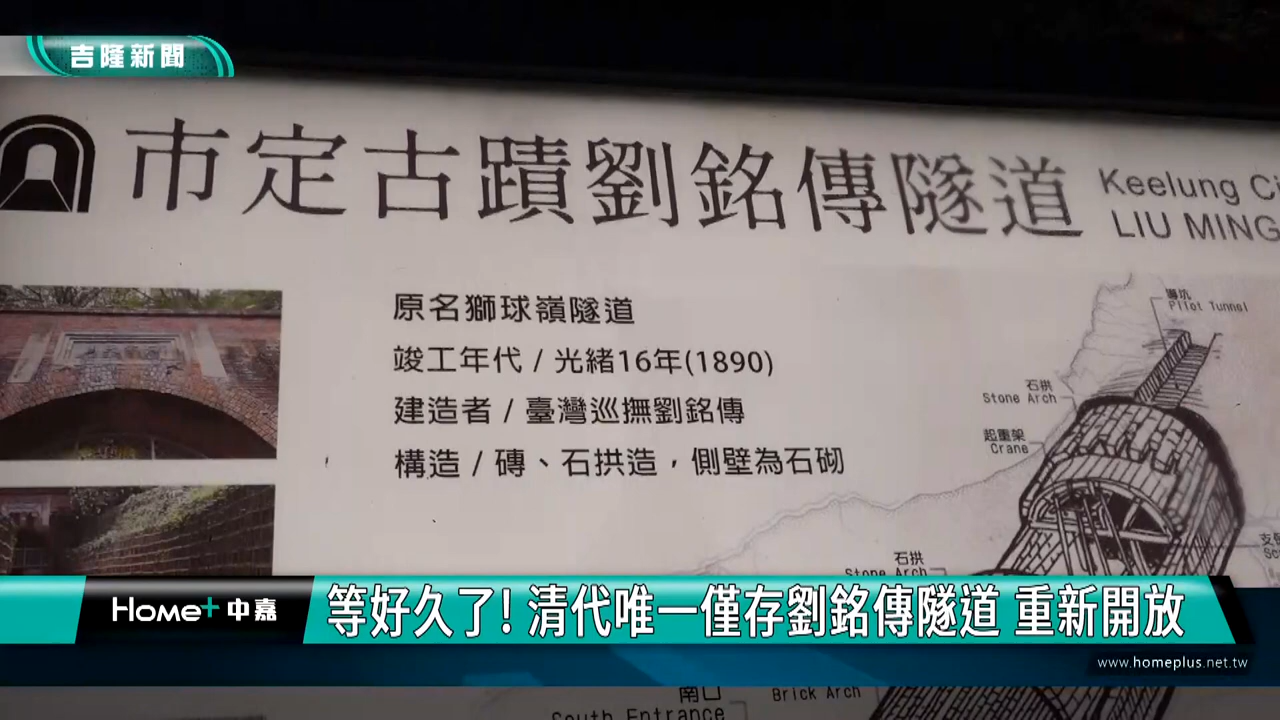 吉隆新聞
市定古蹟劉銘傳隧道
Keelung Ci
LIU MING
原名獅球嶺隧道
竣工年代 / 光緒16年(1890)
建造者 / 臺灣巡撫劉銘傳
構造 / 磚、石拱造，側壁為石砌
導坑
Pilot Tunnel
石拱
Stone Arch
起重架
Crane
石拱
Stone Arch
Home+ 中嘉
等好久了! 清代唯一僅存劉銘傳隧道 重新開放
www.homeplus.net.tw
南口
South Entrance
Brick Arch